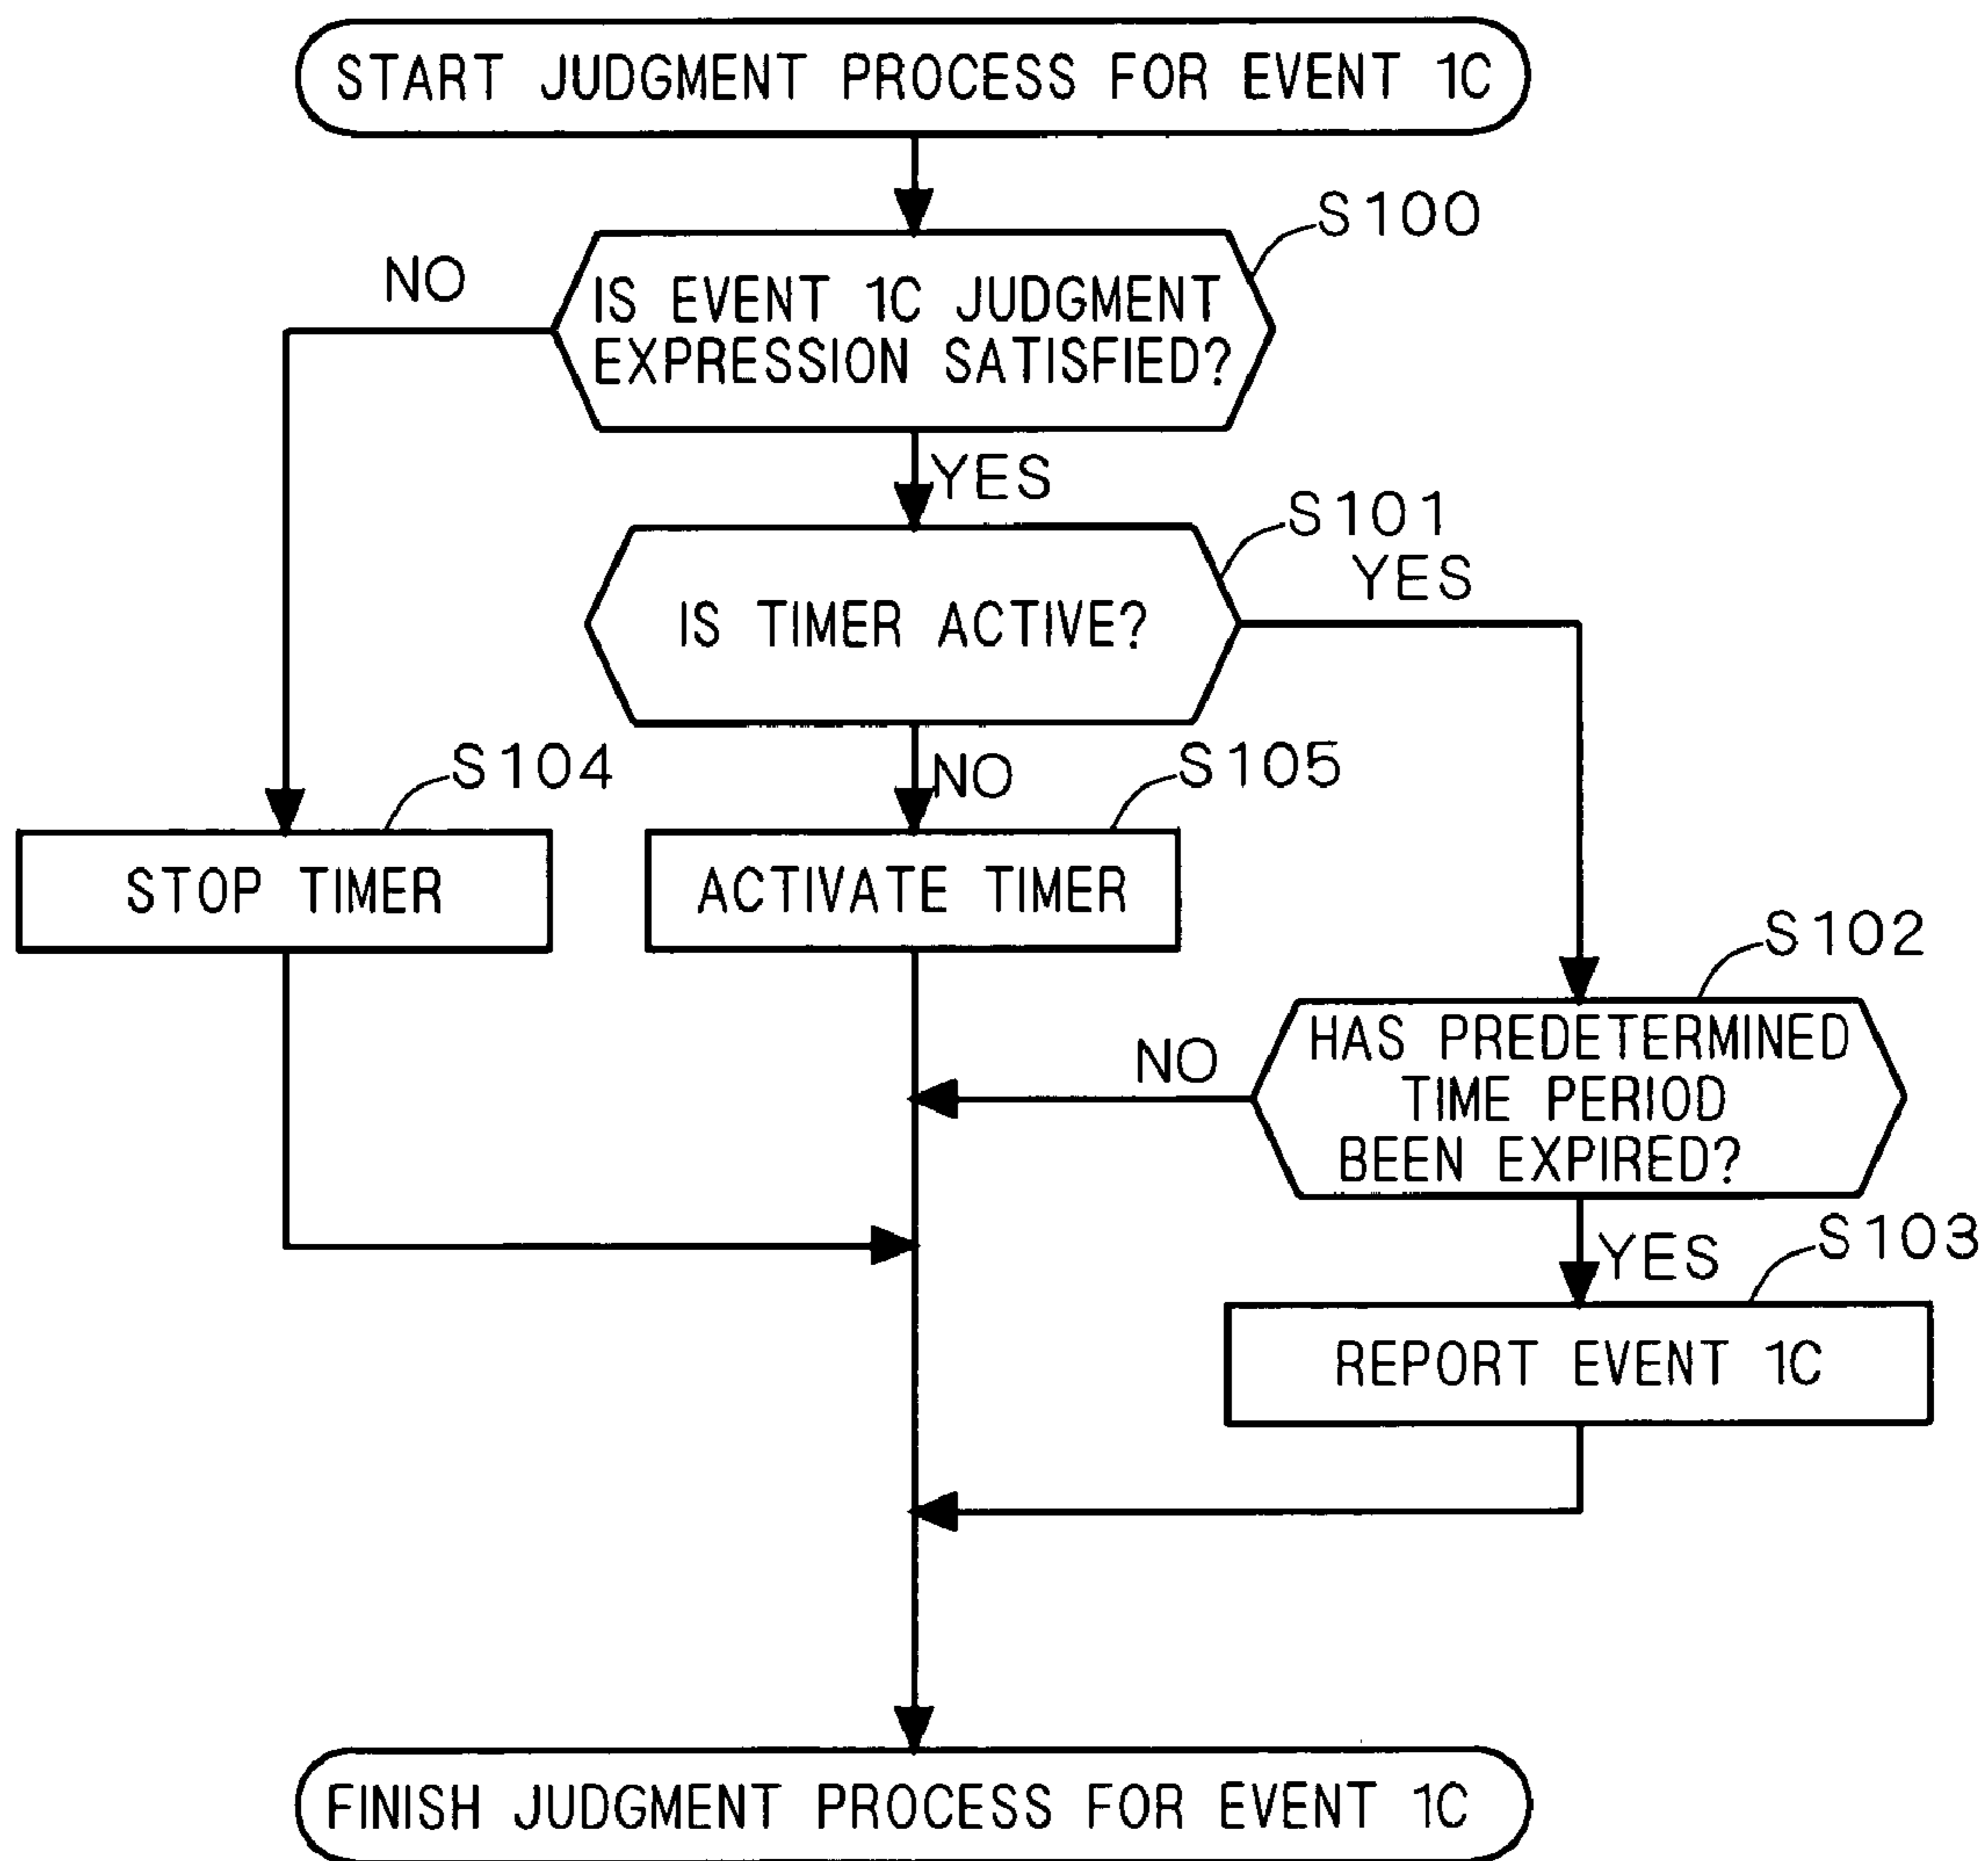 START JUDGMENT PROCESS FOR EVENT 1C
S100
NO
IS EVENT 1C JUDGMENT
EXPRESSION SATISFIED?
YES
S101
YES
IS TIMER ACTIVE?
S104
NO
S105
STOP TIMER
ACTIVATE TIMER
S102
HAS PREDETERMINED
NO
TIME PERIOD
BEEN EXPIRED?
S103
YES
REPORT EVENT 1C
FINISH JUDGMENT PROCESS FOR EVENT 1C